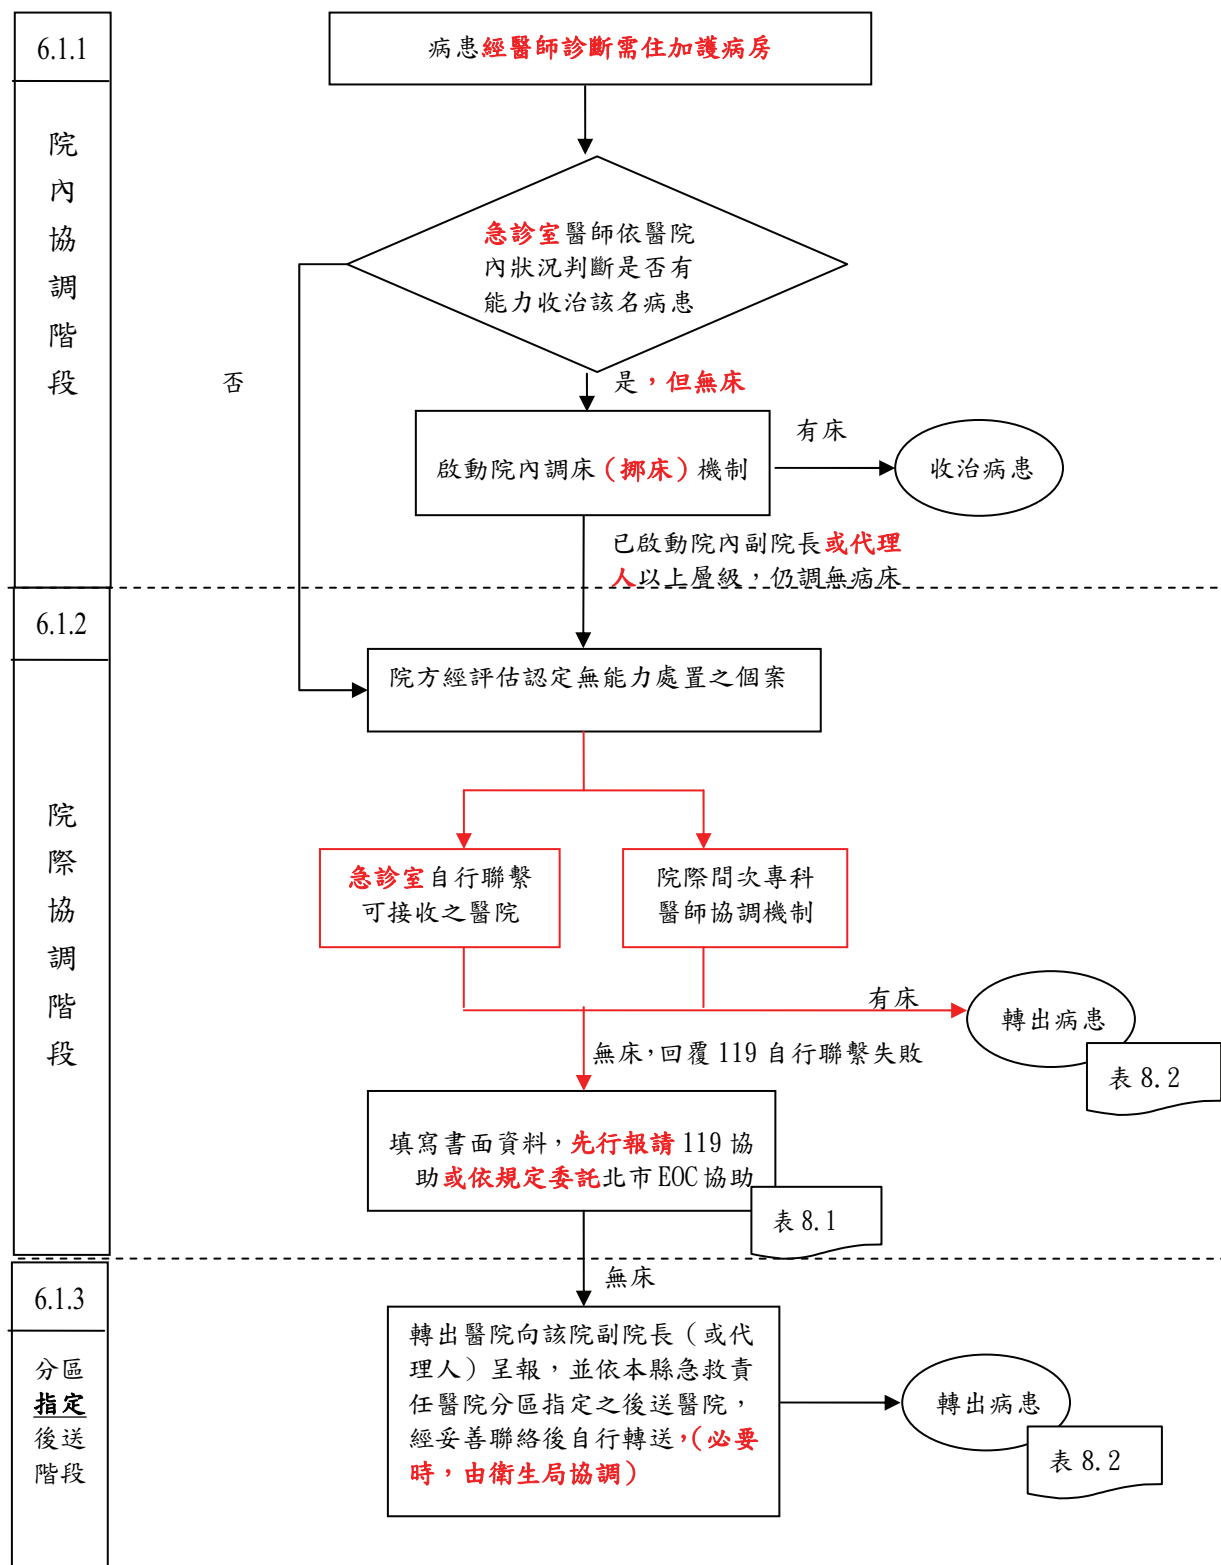 6.1.1
院
內
協
調
階
段
病患經醫師診斷需住加護病房
急診室醫師依醫院
內狀況判斷是否有
能力收治該名病患
否
是，但無床
啟動院內調床（挪床）機制
有床
收治病患
已啟動院內副院長或代理
人以上層級，仍調無病床
6.1.2
院
際
協
調
階
段
院方經評估認定無能力處置之個案
急診室自行聯繫
可接收之醫院
院際間次專科
醫師協調機制
有床
轉出病患
表 8.2
無床，回覆 119 自行聯繫失敗
填寫書面資料，先行報請 119 協
助或依規定委託北市 EOC 協助
表 8.1
無床
6.1.3
分區
指定
後送
階段
轉出醫院向該院副院長（或代
理人）呈報，並依本縣急救責
任醫院分區指定之後送醫院，
經妥善聯絡後自行轉送，（必要
時，由衛生局協調）
轉出病患
表 8.2